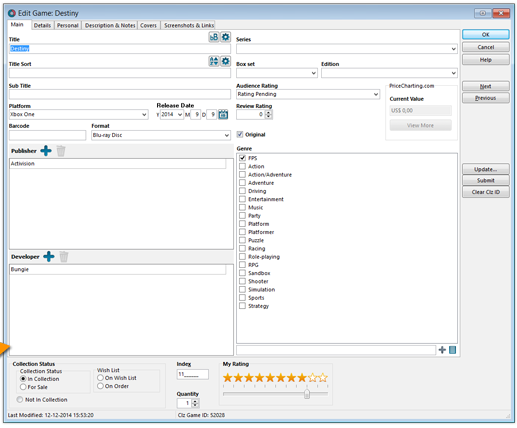 Edit Game: Destiny
Main Details Personal Description & Notes Covers Screenshots & Links
Title
Destiny
Series
Title Sort
Box set
Edition
Sub Title
Audience Rating
Rating Pending
PriceCharting.com
Current Value
US$ 0,00
View More
Platform
Xbox One
Release Date
Y 2014 M 9 D 9
Review Rating
0
Barcode
Format
Blu-ray Disc
Original
Publisher
Activision
Developer
Bungie
Genre
FPS
Action
Action/Adventure
Adventure
Driving
Entertainment
Music
Party
Platform
Platformer
Puzzle
Racing
Role-playing
RPG
Sandbox
Shooter
Simulation
Sports
Strategy
OK
Cancel
Help
Next
Previous
Update...
Submit
Clear Clz ID
Collection Status
Collection Status
In Collection
For Sale
Not In Collection
Wish List
On Wish List
On Order
Index
11_____
Quantity
1
My Rating
Last Modified: 12-12-2014 15:53:20
Clz Game ID: 52028